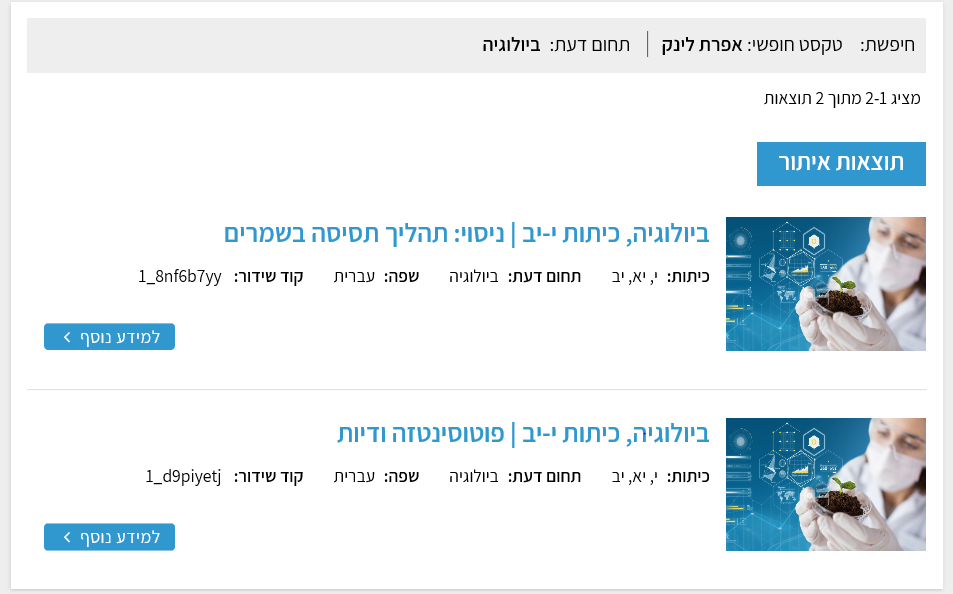 חיפשת: טקסט חופשי: אפרת לינק | תחום דעת: ביולוגיה
מציג 2-1 מתוך 2 תוצאות
תוצאות איתור
ביולוגיה, כיתות י-יב | ניסוי: תהליך תסיסה בשמרים
כיתות: י, יא, יב תחום דעת: ביולוגיה שפה: עברית קוד שידור: 1_8nf6b7yy
למידע נוסף
ביולוגיה, כיתות י-יב | פוטוסינטזה ודיות
כיתות: י, יא, יב תחום דעת: ביולוגיה שפה: עברית קוד שידור: 1_d9piyetj
למידע נוסף